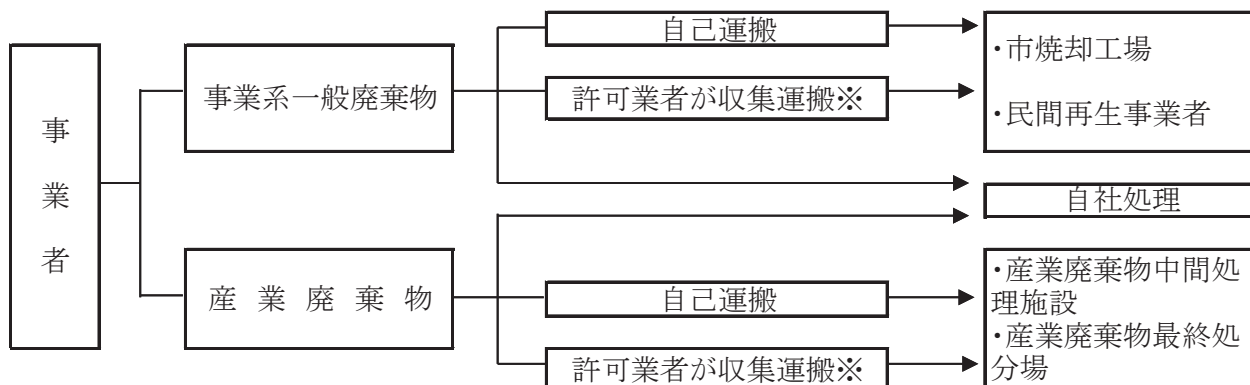 事業者
事業系一般廃棄物
自己運搬
許可業者が収集運搬※
・市焼却工場
・民間再生事業者
自社処理
産業廃棄物
自己運搬
許可業者が収集運搬※
・産業廃棄物中間処
理施設
・産業廃棄物最終処
分場